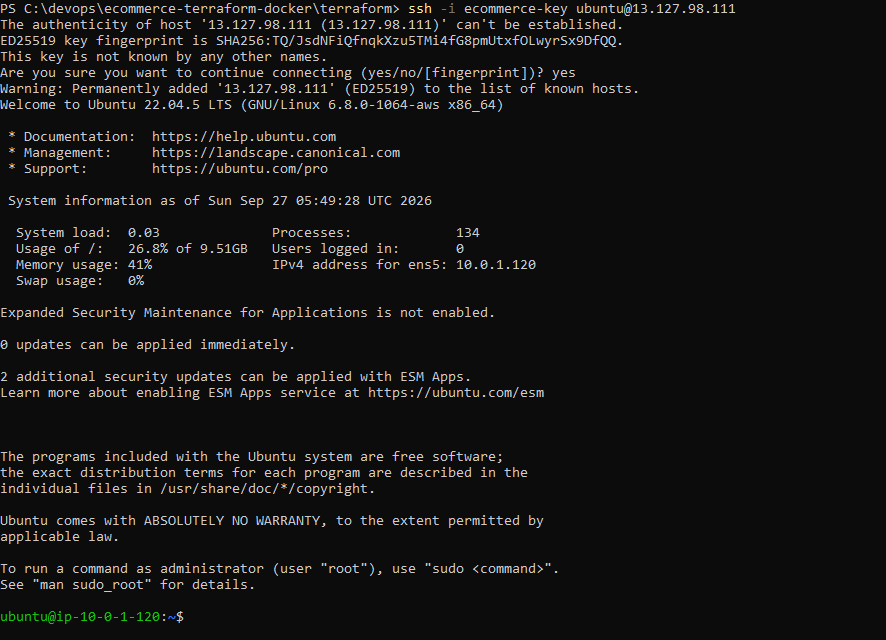 PS C:\devops\ecommerce-terraform-docker\terraform> ssh -i ecommerce-key ubuntu@13.127.98.111
The authenticity of host '13.127.98.111 (13.127.98.111)' can't be established.
ED25519 key fingerprint is SHA256:TQ/JsdNFiQfnqkXzu5TMi4fG8pmUtxfOLwyrSx9DfQQ.
This key is not known by any other names.
Are you sure you want to continue connecting (yes/no/[fingerprint])? yes
Warning: Permanently added '13.127.98.111' (ED25519) to the list of known hosts.
Welcome to Ubuntu 22.04.5 LTS (GNU/Linux 6.8.0-1064-aws x86_64)
* Documentation: https://help.ubuntu.com
* Management: https://landscape.canonical.com
* Support: https://ubuntu.com/pro
System information as of Sun Sep 27 05:49:28 UTC 2026
System load: 0.03 Processes: 134
Usage of /: 26.8% of 9.51GB Users logged in: 0
Memory usage: 41% IPv4 address for ens5: 10.0.1.120
Swap usage: 0%
Expanded Security Maintenance for Applications is not enabled.
0 updates can be applied immediately.
2 additional security updates can be applied with ESM Apps.
Learn more about enabling ESM Apps service at https://ubuntu.com/esm
The programs included with the Ubuntu system are free software;
the exact distribution terms for each program are described in the
individual files in /usr/share/doc/*/copyright.
Ubuntu comes with ABSOLUTELY NO WARRANTY, to the extent permitted by
applicable law.
To run a command as administrator (user "root"), use "sudo <command>".
See "man sudo_root" for details.
ubuntu@ip-10-0-1-120:~$